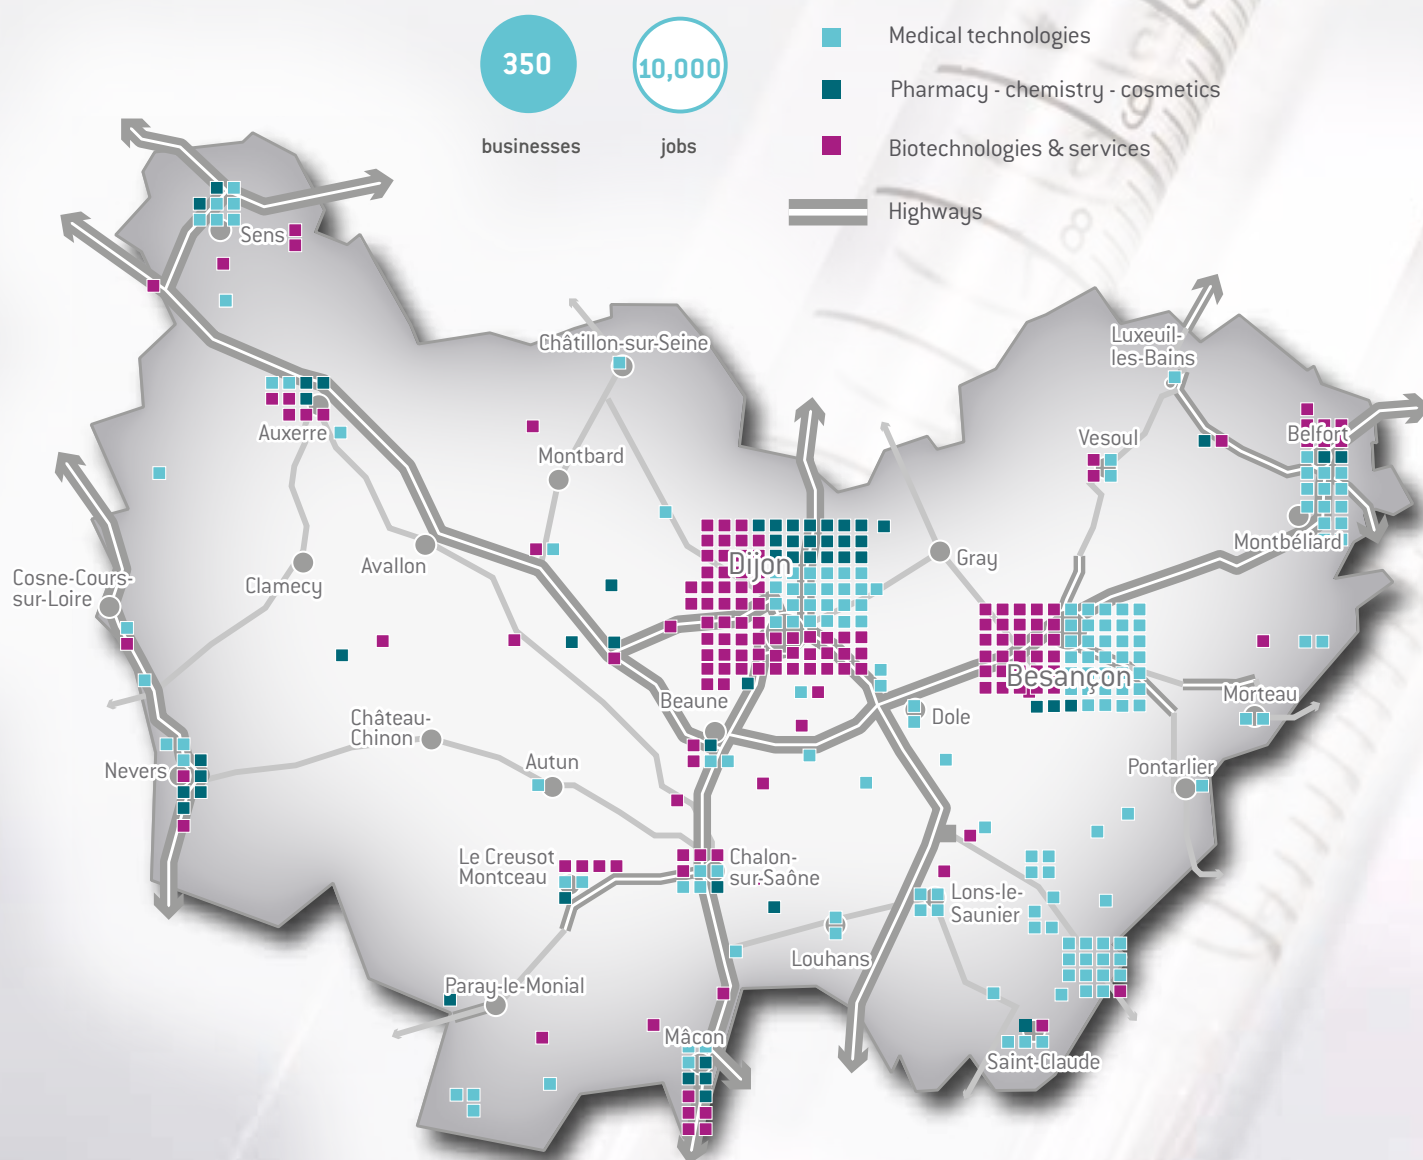 350
10,000
businesses
jobs
Medical technologies
Pharmacy - chemistry - cosmetics
Biotechnologies & services
Highways
Sens
Châtillon-sur-Seine
Luxeuil-
les-Bains
Auxerre
Montbard
Vesoul
Belfort
Avallon
Dijon
Gray
Montbéliard
Clamecy
Cosne-Cours-
sur-Loire
Besançon
Morteau
Beaune
Dole
Château-
Chinon
Nevers
Autun
Pontarlier
Le Creusot
Montceau
Chalon-
sur-Saône
Lons-le-
Saunier
Louhans
Paray-le-Monial
Mâcon
Saint-Claude
8
9